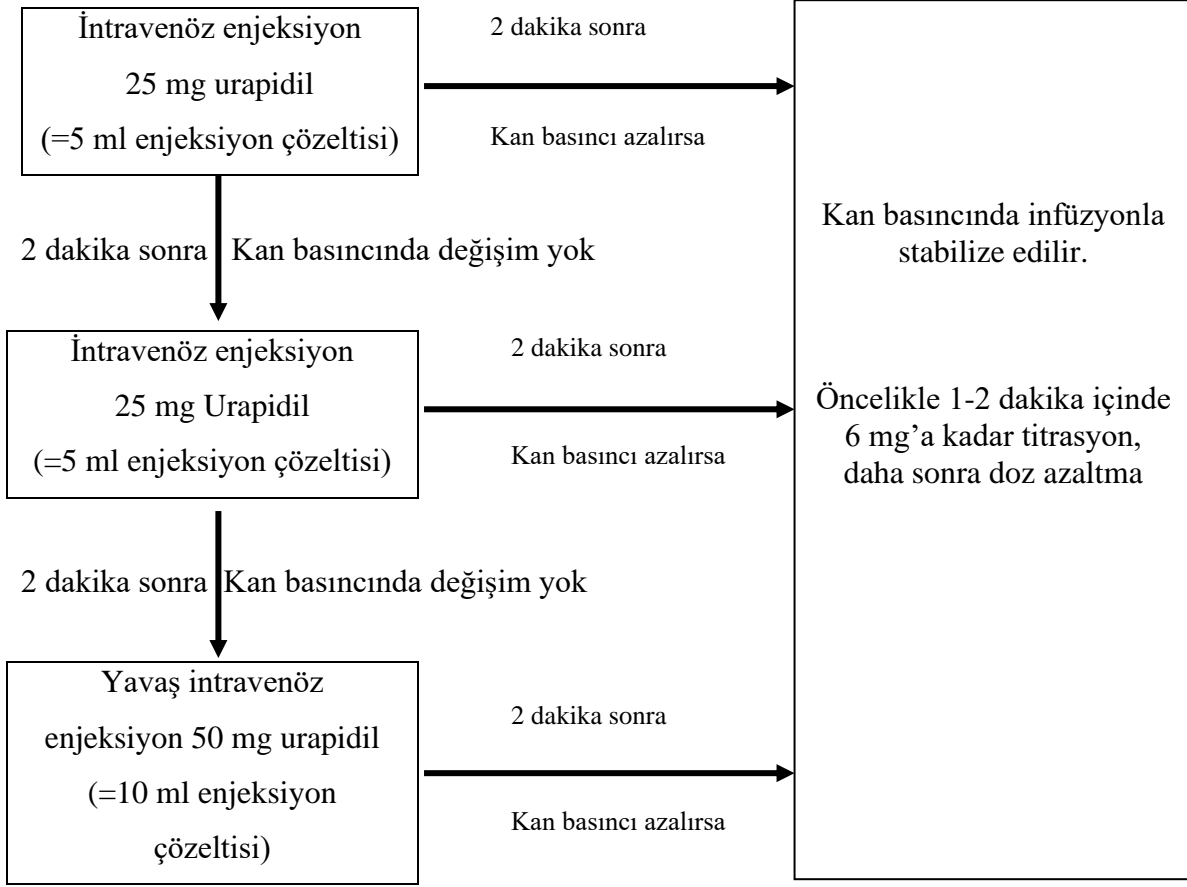 İntravenöz enjeksiyon
25 mg urapidil
(=5 ml enjeksiyon çözeltisi)
2 dakika sonra
Kan basıncı azalırsa
2 dakika sonra
Kan basıncında değişim yok
İntravenöz enjeksiyon
25 mg Urapidil
(=5 ml enjeksiyon çözeltisi)
2 dakika sonra
Kan basıncı azalırsa
2 dakika sonra
Kan basıncında değişim yok
Yavaş intravenöz
enjeksiyon 50 mg urapidil
(=10 ml enjeksiyon
çözeltisi)
2 dakika sonra
Kan basıncı azalırsa
Kan basıncında infüzyonla
stabilize edilir.
Öncelikle 1-2 dakika içinde
6 mg’a kadar titrasyon,
daha sonra doz azaltma